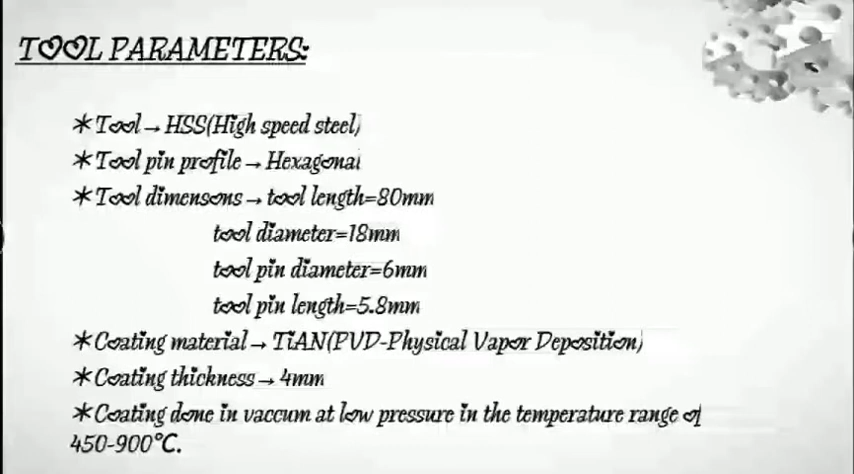 TOOL PARAMETERS:
*Tool→HSS(High speed steel)
*Tool pin profile→Hexagonal
*Tool dimensons→tool length=80mm
tool diameter=18mm
tool pin diameter=6mm
tool pin length=5.8mm
*Coating material→TiAN(PVD-Physical Vapor Deposition)
*Coating thickness→4mm
*Coating done in vaccum at low pressure in the temperature range of
450-900°C.